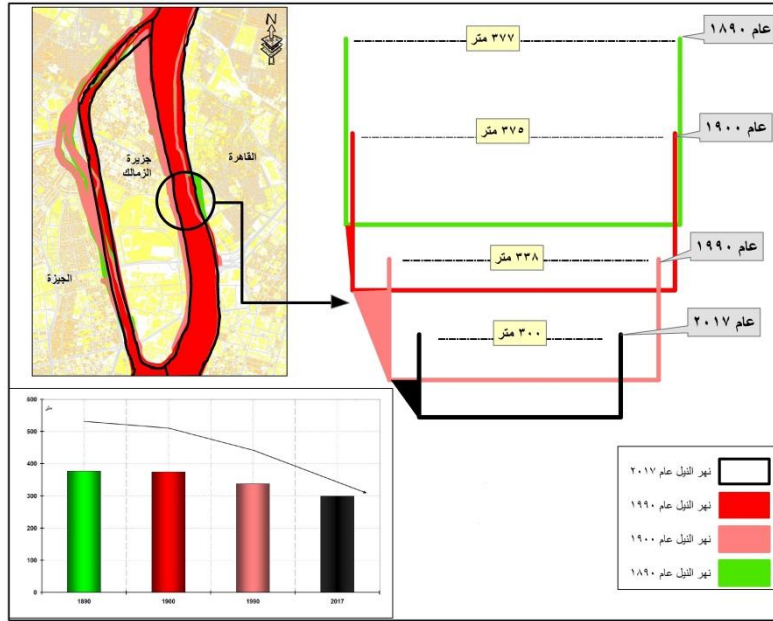 N
القاهرة
جزيرة
الزمالك
الجيزة
عام ١٨٩٠
٣٧٧ متر
عام ١٩٠٠
٣٧٥ متر
عام ١٩٩٠
٣٣٨ متر
عام ٢٠١٧
٣٠٠ متر
متر
600
500
400
300
200
100
0
1890
1900
1990
2017
نهر النيل عام ٢٠١٧
نهر النيل عام ١٩٩٠
نهر النيل عام ١٩٠٠
نهر النيل عام ١٨٩٠